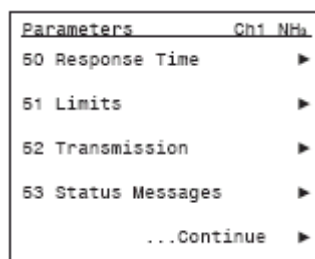 Parameters Ch1 NH₃
50 Response Time ►
51 Limits ►
52 Transmission ►
53 Status Messages ►
...Continue ►